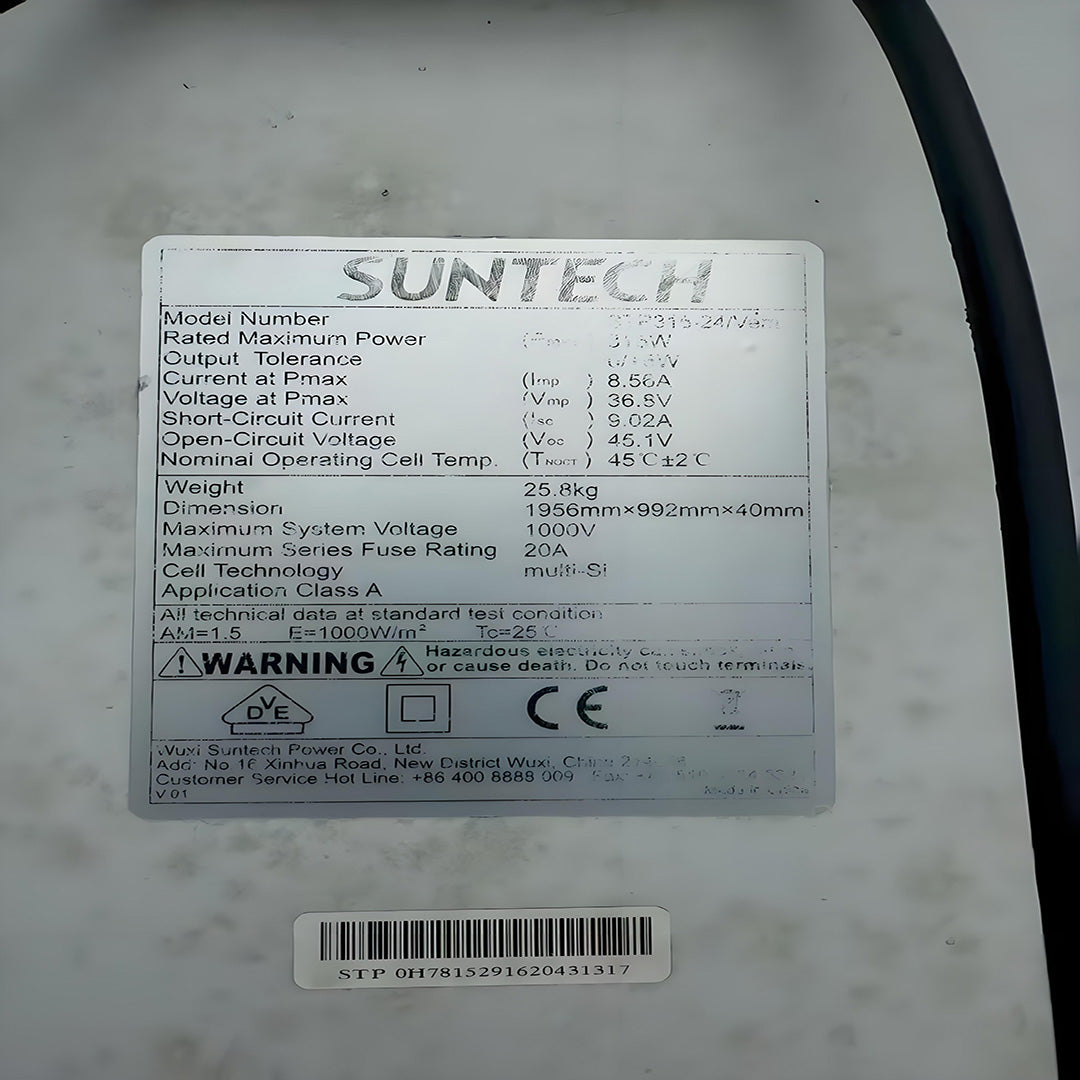 SUNTECH
Model Number
Rated Maximum Power 315W
Output Tolerance
Current at Pmax (Imp) 8.56A
Voltage at Pmax (Vmp) 36.8V
Short-Circuit Current (Isc) 9.02A
Open-Circuit Voltage (Voc) 45.1V
Nominal Operating Cell Temp. (TNOCT) 45℃±2℃
Weight 25.8kg
Dimension 1956mm×992mm×40mm
Maximum System Voltage 1000V
Maximum Series Fuse Rating 20A
Cell Technology multi-Si
Application Class A
All technical data at standard test condition
AM=1.5 E=1000W/m² Tc=25℃
WARNING
Hazardous electricity
or cause death. Do not touch terminals.
DVE
CE
Wuxi Suntech Power Co., Ltd.
Add: No.16 Xinhua Road, New District Wuxi, China
Customer Service Hot Line: +86 400 8888 009 Fax:
V.01 Made in China
STP 0H7815291620431317